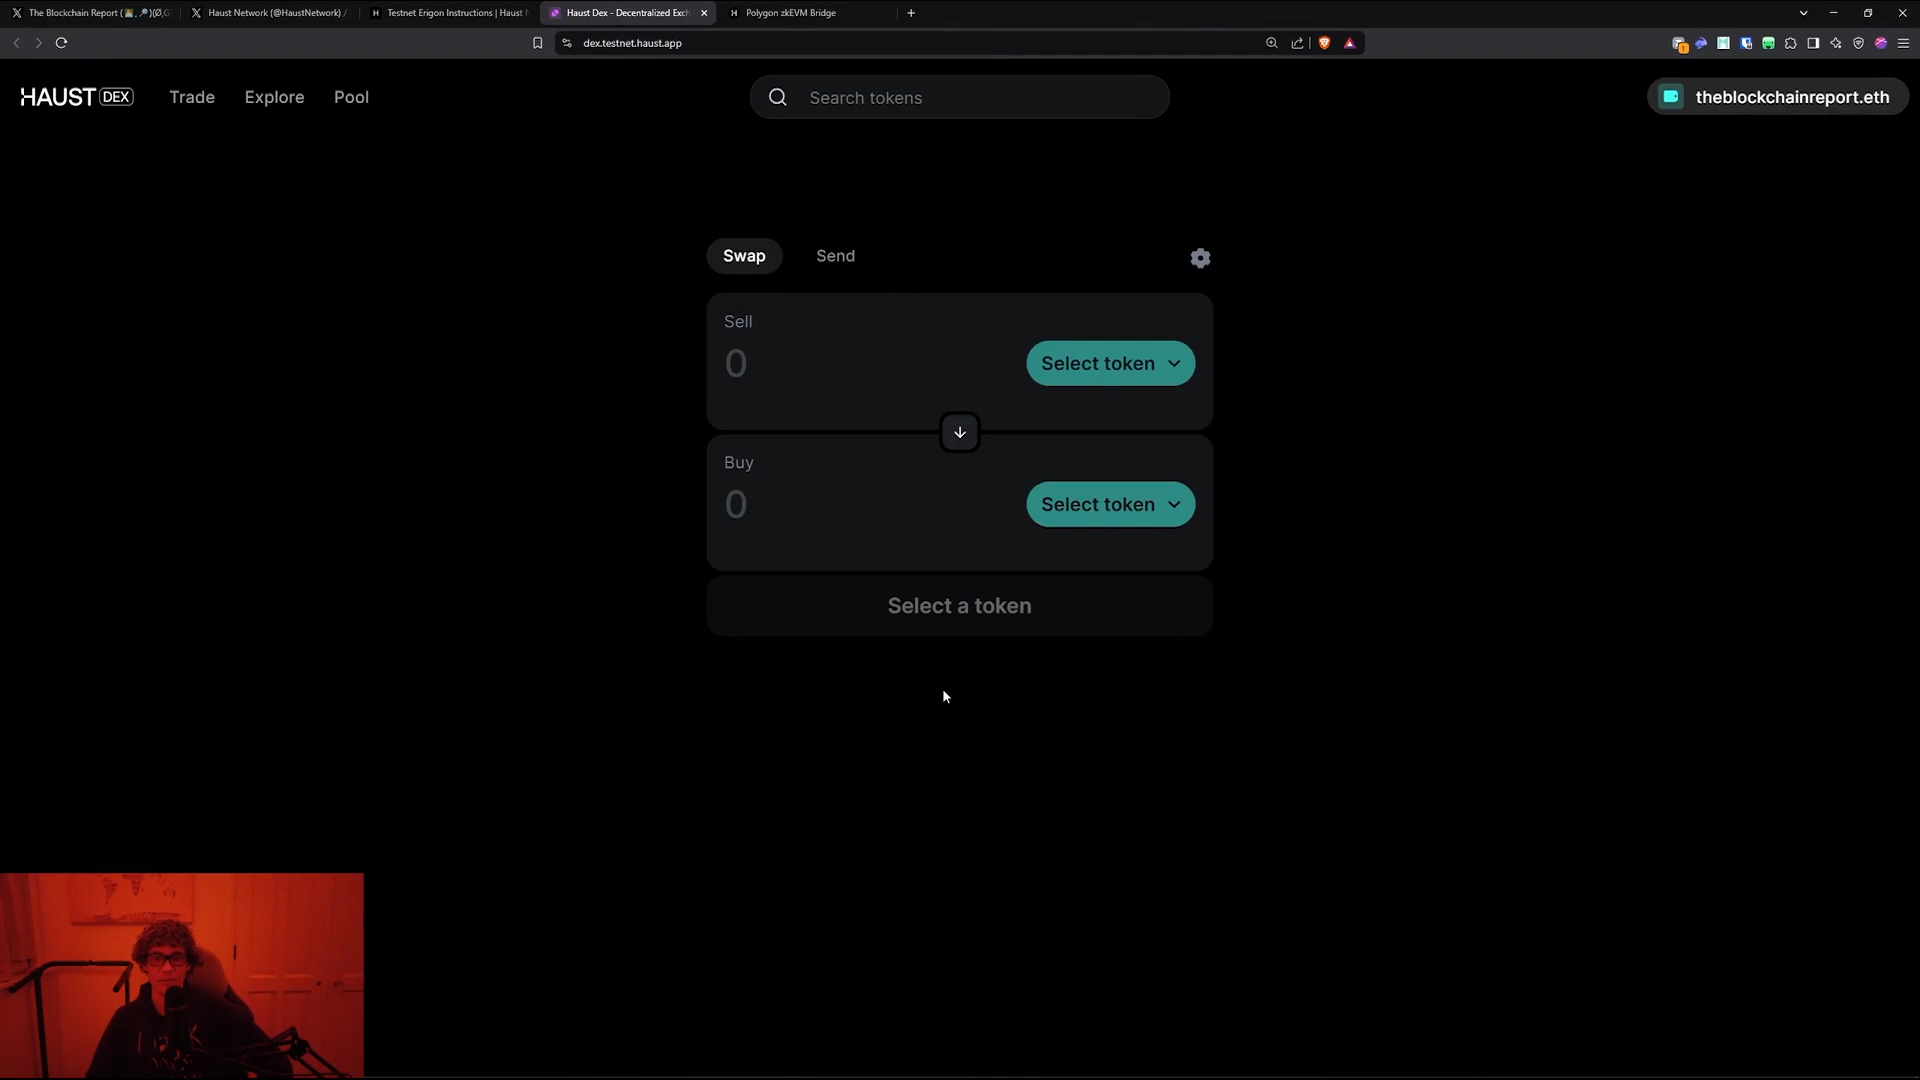 The Blockchain Report (
Haust Network (@HaustNetwork) /
Testnet Erigon Instructions | Haust
Haust Dex - Decentralized Exch
Polygon zkEVM Bridge
dex.testnet.haust.app
HAUST DEX
Trade
Explore
Pool
Search tokens
theblockchainreport.eth
Swap
Send
Sell
0
Select token
Buy
0
Select token
Select a token